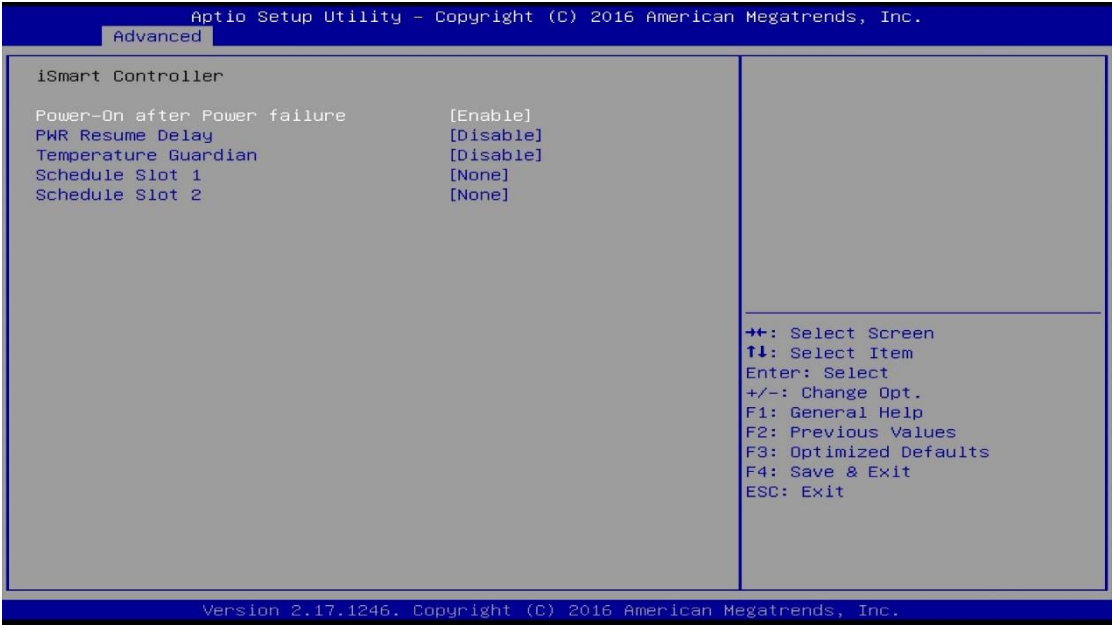 Aptio Setup Utility – Copyright (C) 2016 American Megatrends, Inc.
Advanced
iSmart Controller
Power-On after Power failure [Enable]
PWR Resume Delay [Disable]
Temperature Guardian [Disable]
Schedule Slot 1 [None]
Schedule Slot 2 [None]
→←: Select Screen
↑↓: Select Item
Enter: Select
+/-: Change Opt.
F1: General Help
F2: Previous Values
F3: Optimized Defaults
F4: Save & Exit
ESC: Exit
Version 2.17.1246. Copyright (C) 2016 American Megatrends, Inc.